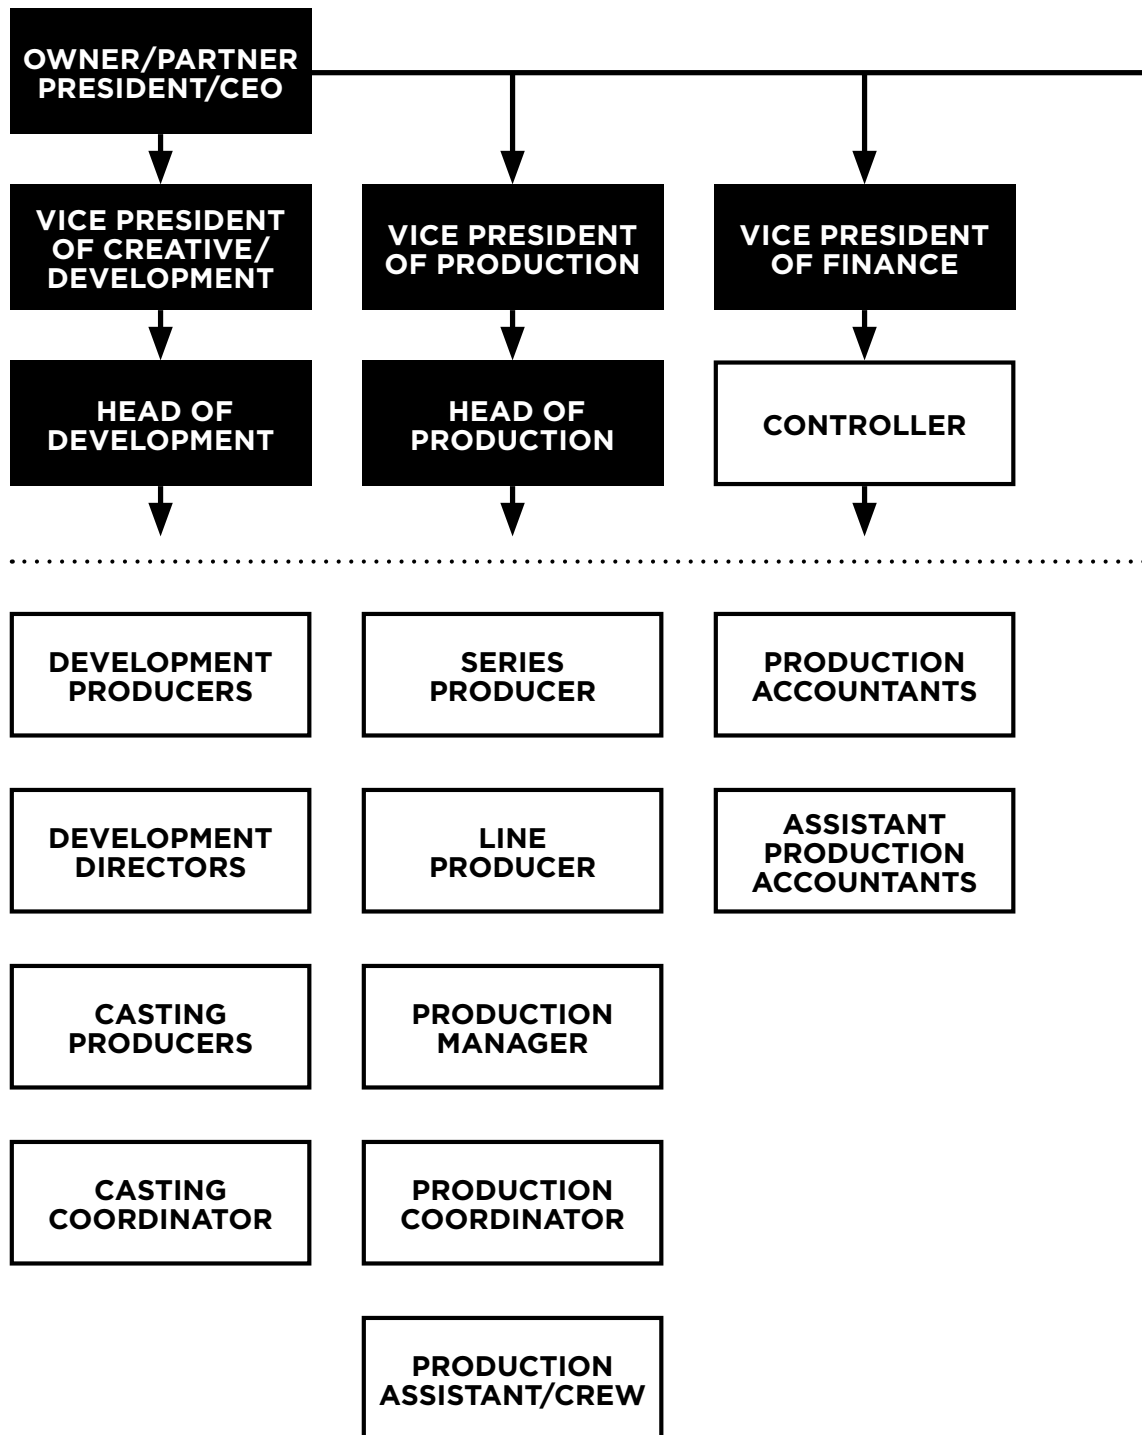 OWNER/PARTNER
PRESIDENT/CEO
VICE PRESIDENT
OF CREATIVE/
DEVELOPMENT
VICE PRESIDENT
OF PRODUCTION
VICE PRESIDENT
OF FINANCE
HEAD OF
DEVELOPMENT
HEAD OF
PRODUCTION
CONTROLLER
DEVELOPMENT
PRODUCERS
SERIES
PRODUCER
PRODUCTION
ACCOUNTANTS
DEVELOPMENT
DIRECTORS
LINE
PRODUCER
ASSISTANT
PRODUCTION
ACCOUNTANTS
CASTING
PRODUCERS
PRODUCTION
MANAGER
CASTING
COORDINATOR
PRODUCTION
COORDINATOR
PRODUCTION
ASSISTANT/CREW